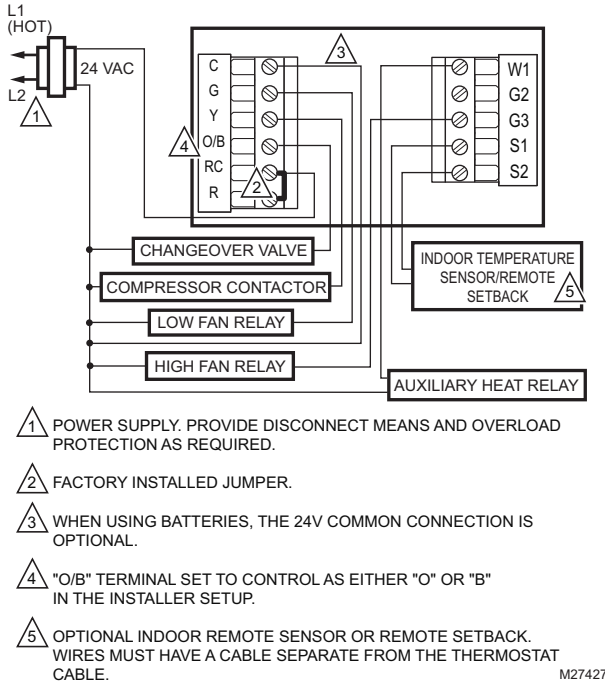 L1
(HOT)
24 VAC
L2
1
3
C
G
Y
O/B
RC
R
4
2
W1
G2
G3
S1
S2
CHANGEOVER VALVE
COMPRESSOR CONTACTOR
LOW FAN RELAY
HIGH FAN RELAY
INDOOR TEMPERATURE
SENSOR/REMOTE
SETBACK
5
AUXILIARY HEAT RELAY
1 POWER SUPPLY. PROVIDE DISCONNECT MEANS AND OVERLOAD
PROTECTION AS REQUIRED.
2 FACTORY INSTALLED JUMPER.
3 WHEN USING BATTERIES, THE 24V COMMON CONNECTION IS
OPTIONAL.
4 "O/B" TERMINAL SET TO CONTROL AS EITHER "O" OR "B"
IN THE INSTALLER SETUP.
5 OPTIONAL INDOOR REMOTE SENSOR OR REMOTE SETBACK.
WIRES MUST HAVE A CABLE SEPARATE FROM THE THERMOSTAT
CABLE.
M27427